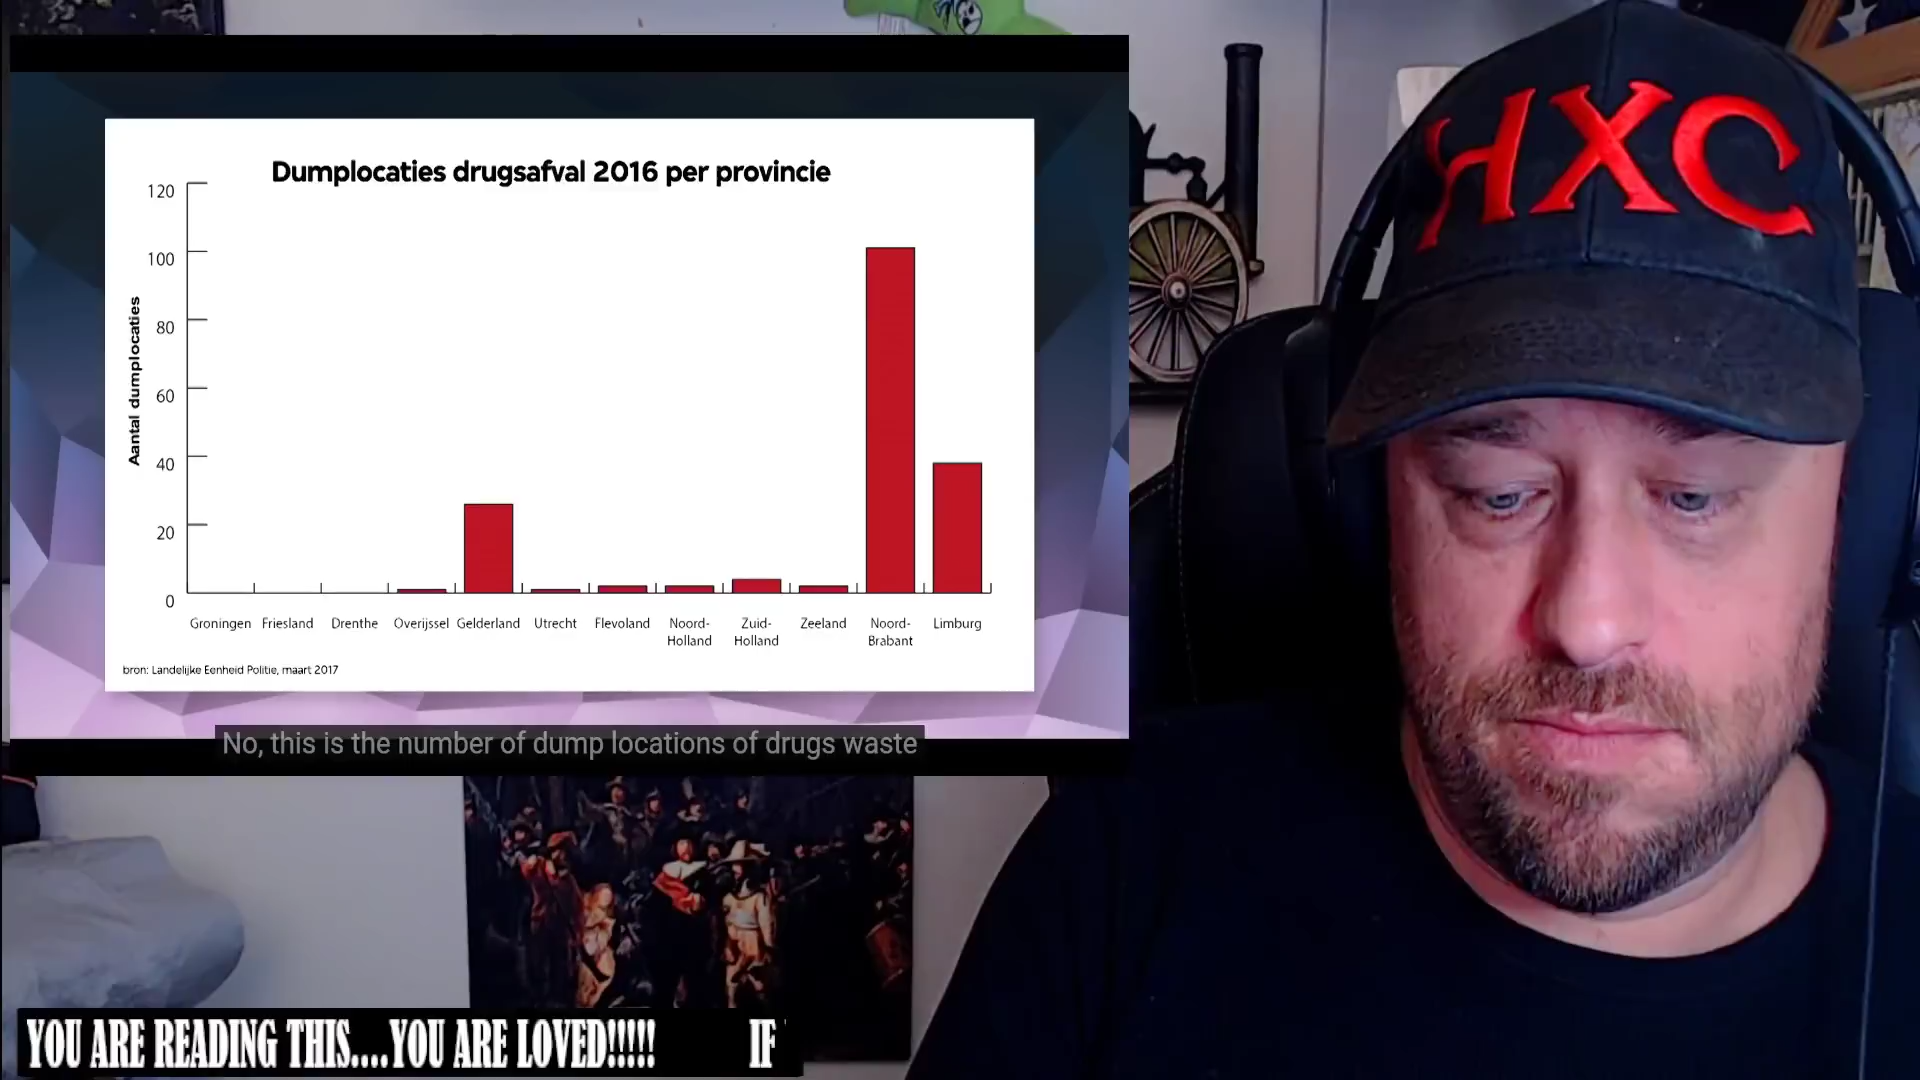 Dumplocaties drugsafval 2016 per provincie
120
100
80
60
40
20
0
Aantal dumplocaties
Groningen Friesland Drenthe Overijssel Gelderland Utrecht Flevoland Noord-Holland Zuid-Holland Zeeland Noord-Brabant Limburg
bron: Landelijke Eenheid Politie, maart 2017
No, this is the number of dump locations of drugs waste
HXC
YOU ARE READING THIS....YOU ARE LOVED!!!!! IF